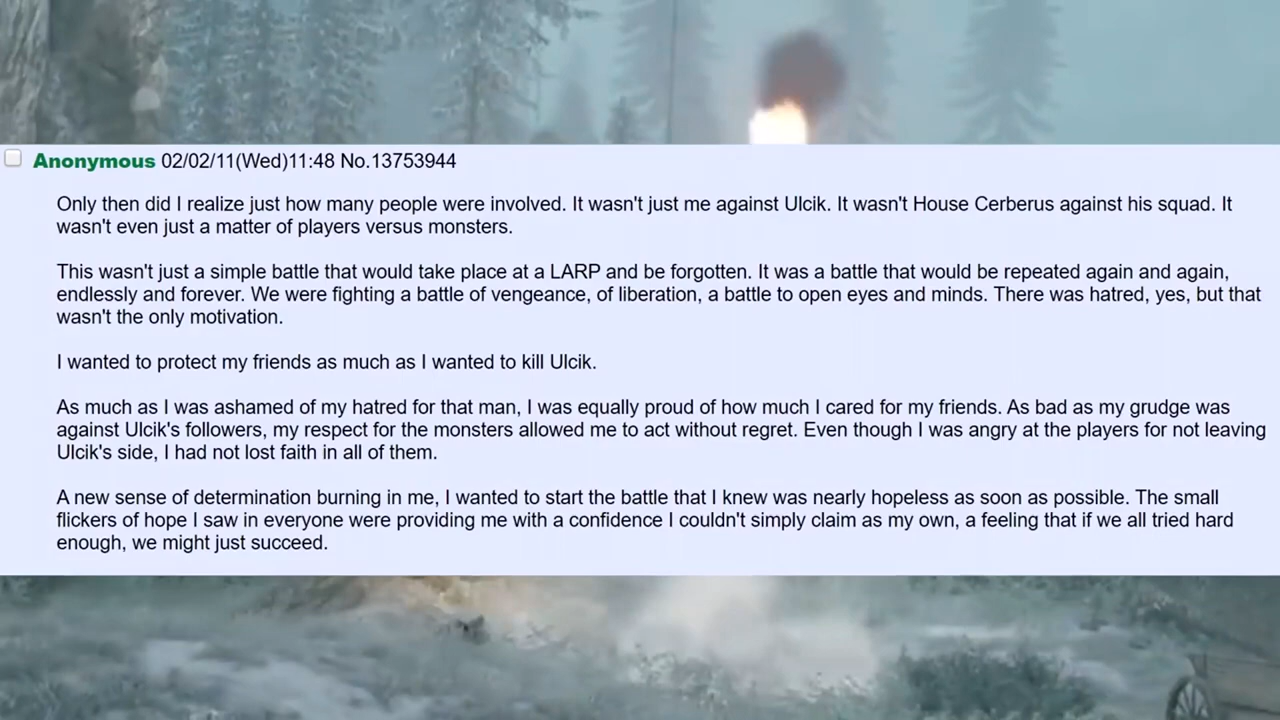 Anonymous 02/02/11(Wed)11:48 No.13753944
Only then did I realize just how many people were involved. It wasn't just me against Ulcik. It wasn't House Cerberus against his squad. It
wasn't even just a matter of players versus monsters.
This wasn't just a simple battle that would take place at a LARP and be forgotten. It was a battle that would be repeated again and again,
endlessly and forever. We were fighting a battle of vengeance, of liberation, a battle to open eyes and minds. There was hatred, yes, but that
wasn't the only motivation.
I wanted to protect my friends as much as I wanted to kill Ulcik.
As much as I was ashamed of my hatred for that man, I was equally proud of how much I cared for my friends. As bad as my grudge was
against Ulcik's followers, my respect for the monsters allowed me to act without regret. Even though I was angry at the players for not leaving
Ulcik's side, I had not lost faith in all of them.
A new sense of determination burning in me, I wanted to start the battle that I knew was nearly hopeless as soon as possible. The small
flickers of hope I saw in everyone were providing me with a confidence I couldn't simply claim as my own, a feeling that if we all tried hard
enough, we might just succeed.